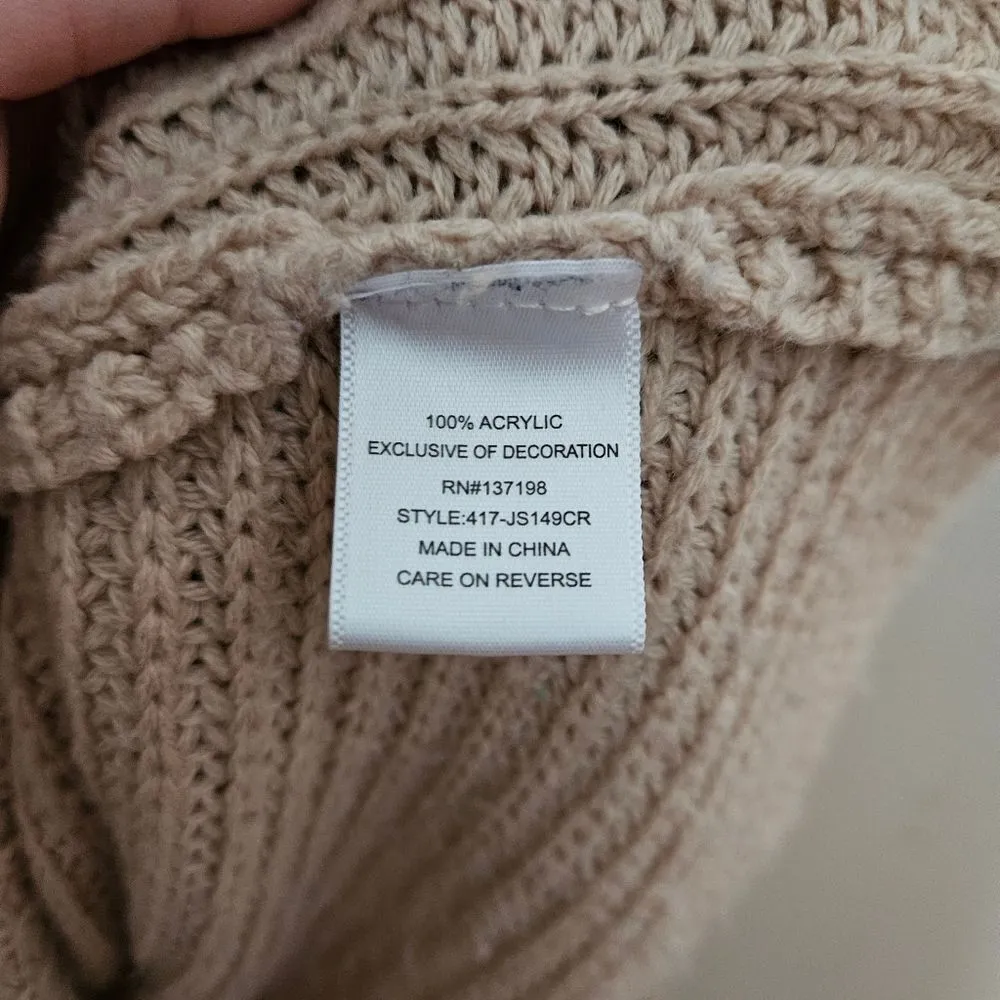 100% ACRYLIC
EXCLUSIVE OF DECORATION
RN#137198
STYLE:417-JS149CR
MADE IN CHINA
CARE ON REVERSE